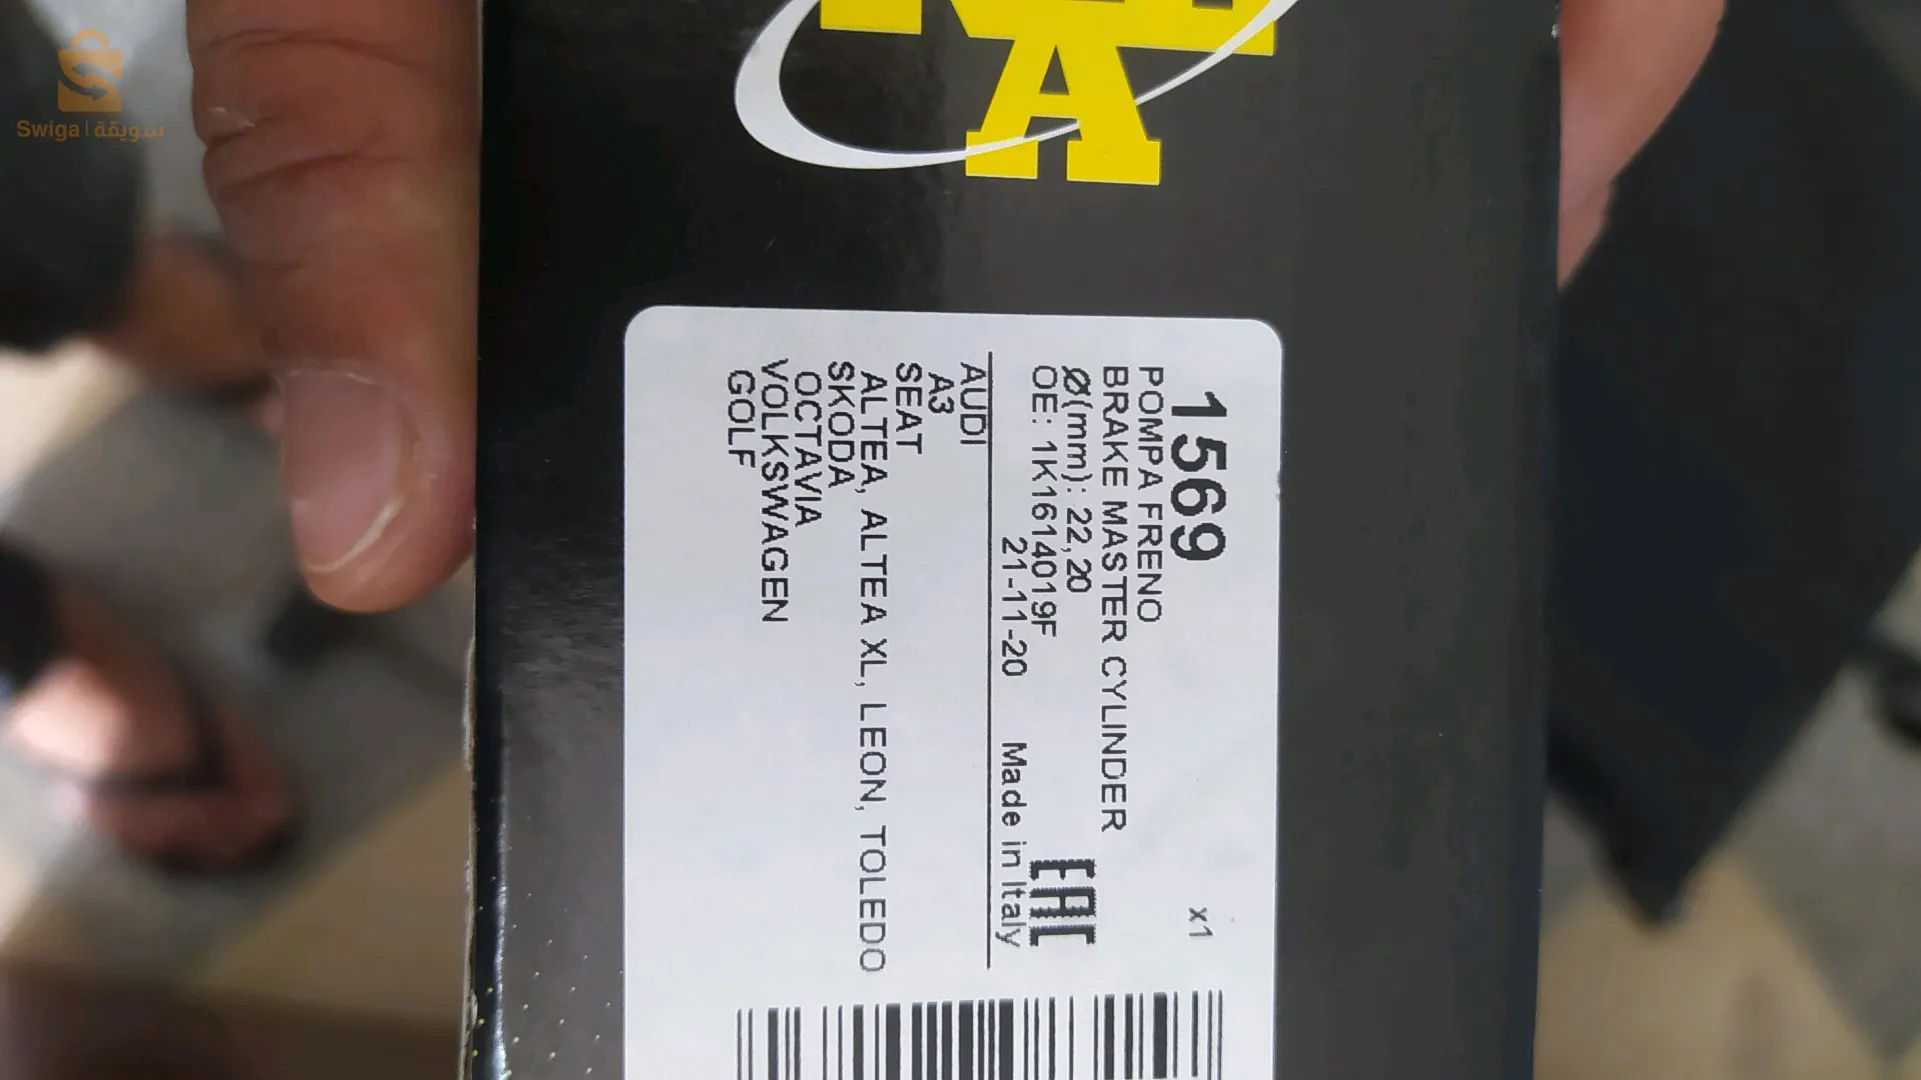 Swiga | سويقة
A
1569
x1
POMPA FRENO
BRAKE MASTER CYLINDER
Ø(mm): 22,20
OE: 1K1614019F
EAC
21-11-20 Made in Italy
AUDI
A3
SEAT
ALTEA, ALTEA XL, LEON, TOLEDO
SKODA
OCTAVIA
VOLKSWAGEN
GOLF